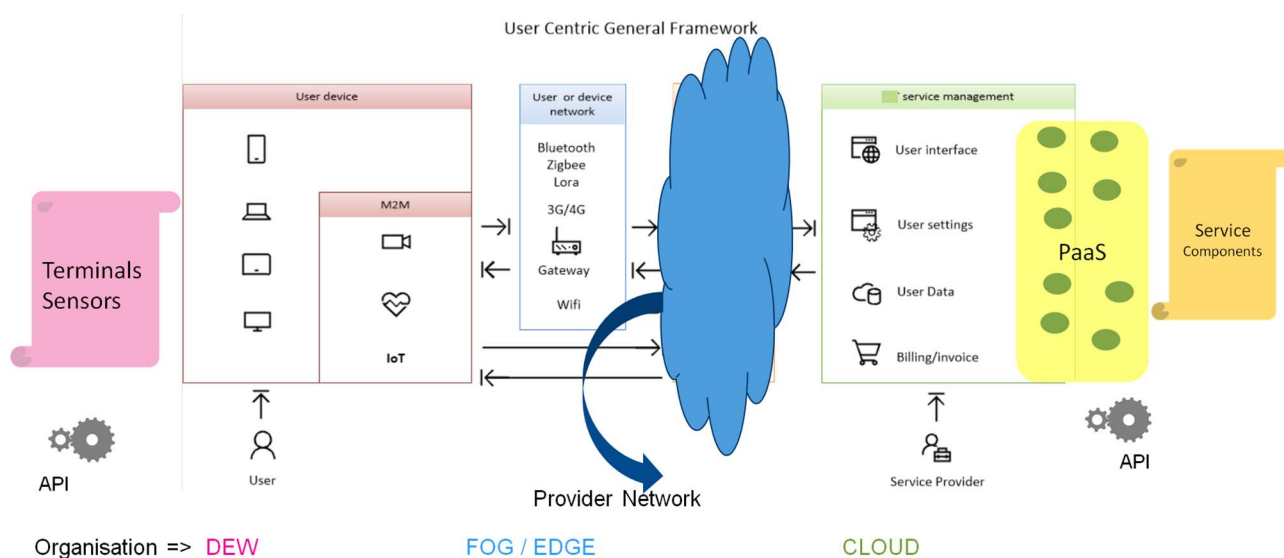 User Centric General Framework
User device
User or device
network
service management
Bluetooth
Zigbee
Lora
3G/4G
Gateway
Wifi
M2M
IoT
User interface
User settings
User Data
Billing/invoice
PaaS
Service
Components
Terminals
Sensors
API
User
Provider Network
Service Provider
API
Organisation => DEW
FOG / EDGE
CLOUD